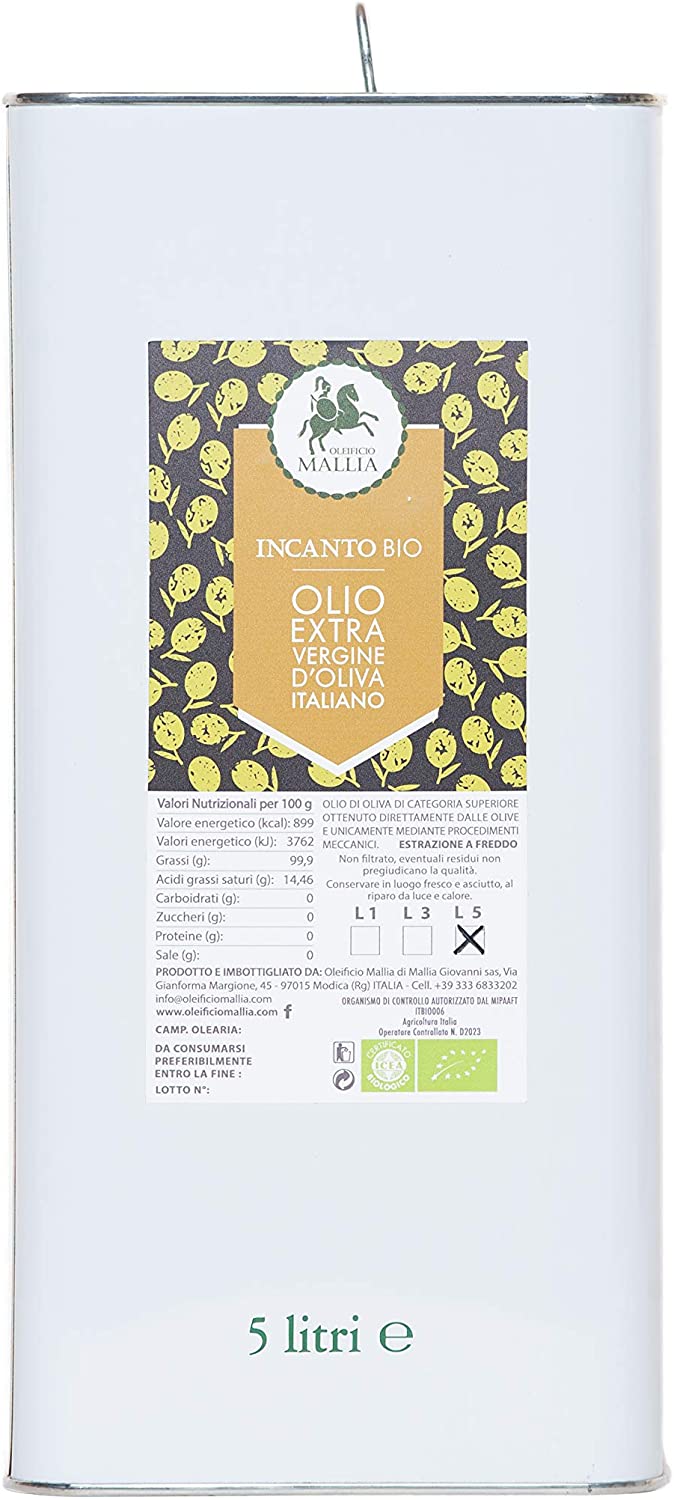 OLEIFICIO
MALLIA
INCANTO BIO
OLIO
EXTRA
VERGINE
D'OLIVA
ITALIANO
Valori Nutrizionali per 100 g
Valore energetico (kcal): 899
Valori energetico (kJ): 3762
Grassi (g): 99,9
Acidi grassi saturi (g): 14,46
Carboidrati (g): 0
Zuccheri (g): 0
Proteine (g): 0
Sale (g): 0
OLIO DI OLIVA DI CATEGORIA SUPERIORE
OTTENUTO DIRETTAMENTE DALLE OLIVE
E UNICAMENTE MEDIANTE PROCEDIMENTI
MECCANICI. ESTRAZIONE A FREDDO
Non filtrato, eventuali residui non
pregiudicano la qualità.
Conservare in luogo fresco e asciutto, al
riparo da luce e calore.
L 1 L 3 L 5
PRODOTTO E IMBOTTIGLIATO DA: Oleificio Mallia di Mallia Giovanni sas, Via
Gianforma Margione, 45 - 97015 Modica (Rg) ITALIA - Cell. +39 333 6833202
info@oleificiomallia.com
www.oleificiomallia.com f
ORGANISMO DI CONTROLLO AUTORIZZATO DAL MIPAAFT
ITBIO006
Agricoltura Italia
Operatore Controllato N. D2023
CAMP. OLEARIA:
DA CONSUMARSI
PREFERIBILMENTE
ENTRO LA FINE :
LOTTO N°:
CERTIFICATO
ICEA
BIOLOGICO
5 litri ℮